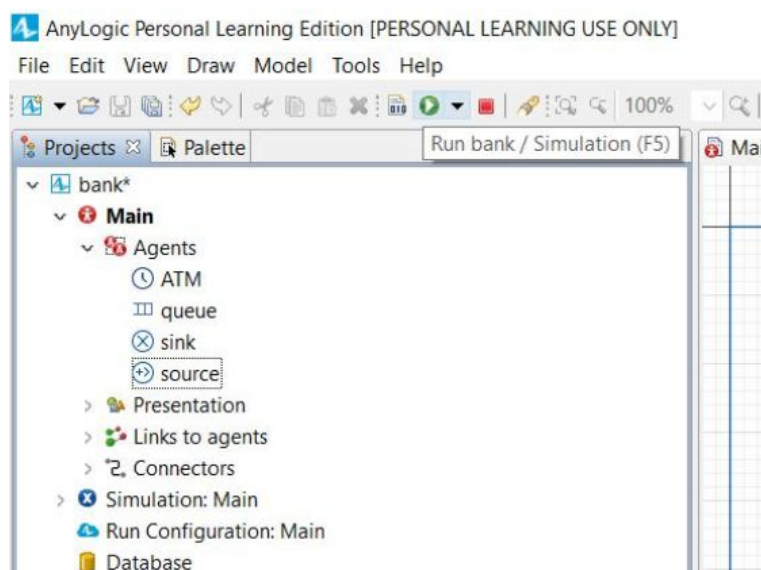 AnyLogic Personal Learning Edition [PERSONAL LEARNING USE ONLY]
File Edit View Draw Model Tools Help
010 100%
Projects Palette Run bank / Simulation (F5) Mai
bank*
Main
Agents
ATM
queue
sink
source
Presentation
Links to agents
Connectors
Simulation: Main
Run Configuration: Main
Database